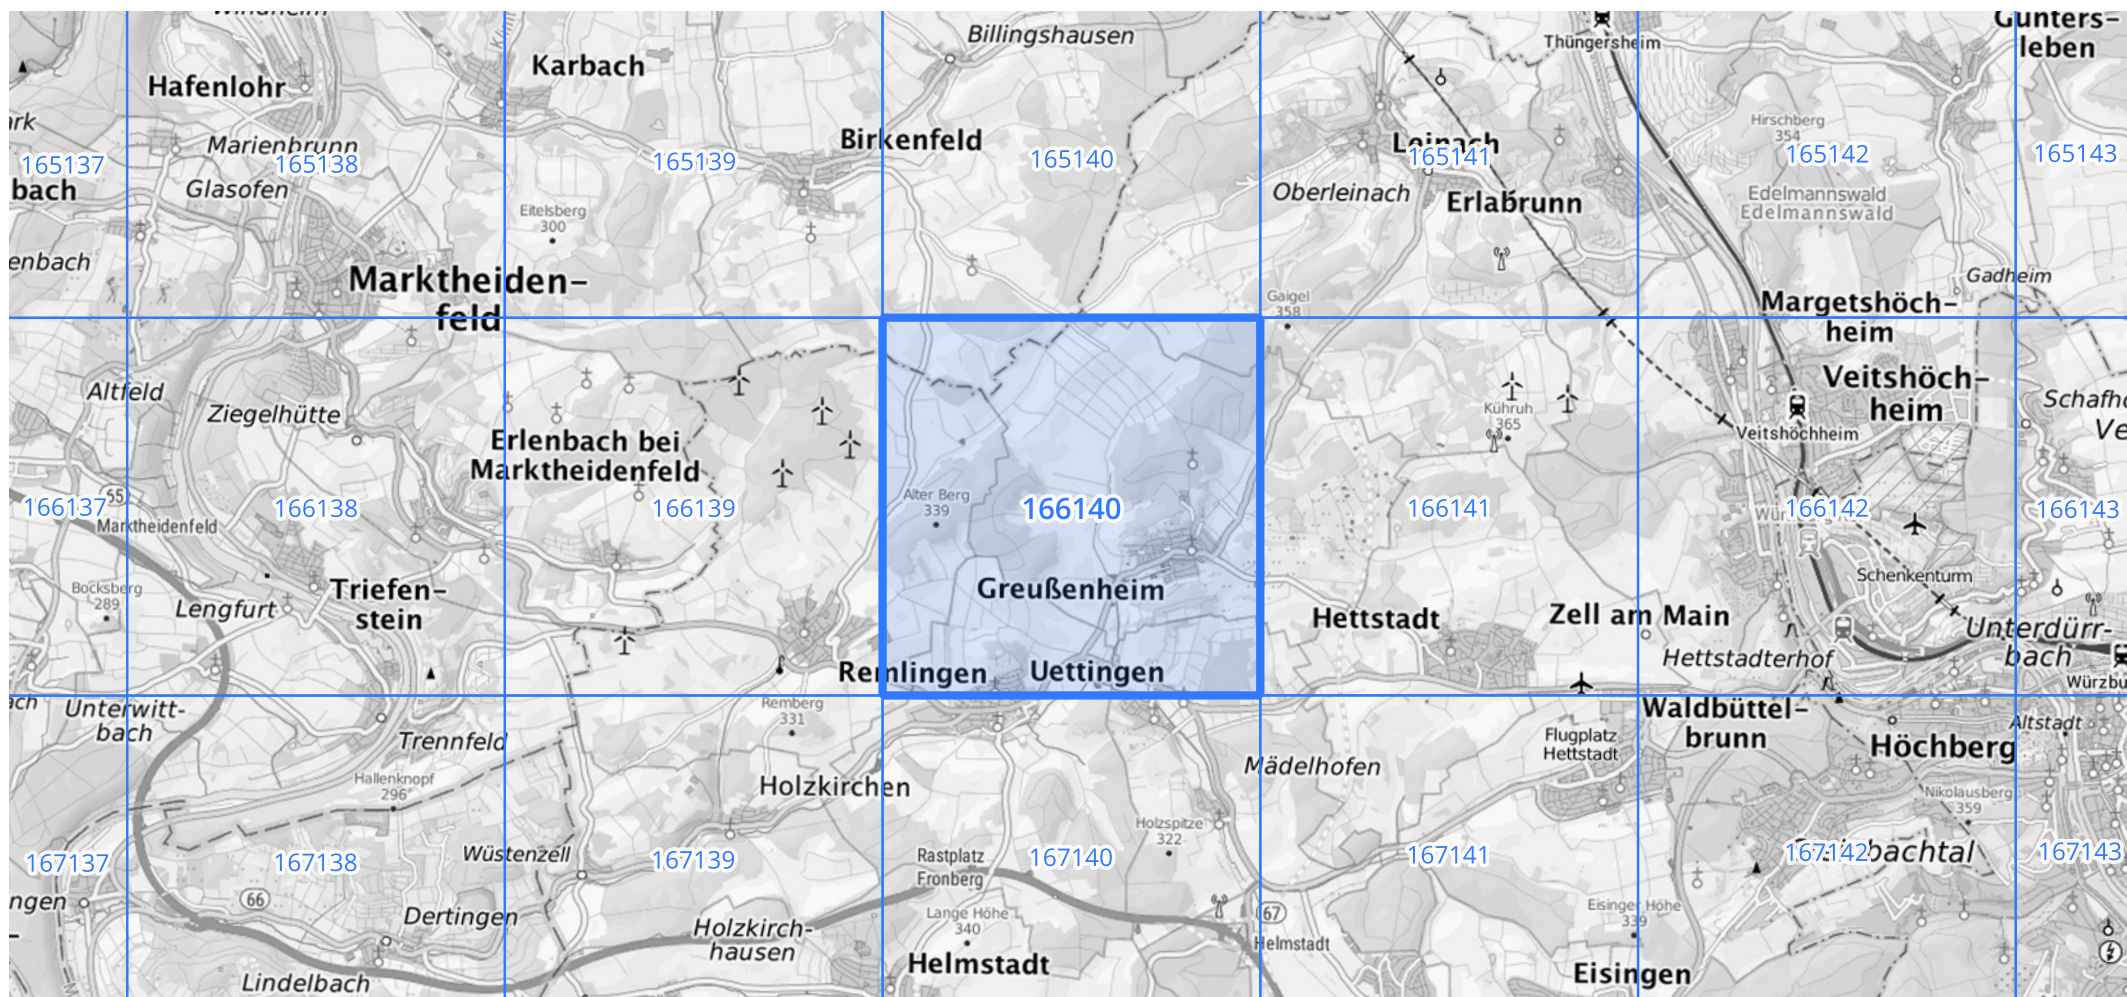 Billingshausen
Thüngersheim
Günters-
leben
Karbach
Hafenlohr
Hirschberg
354
Marienbrunn
Birkenfeld
Leinach
165137
165138
165139
165140
165141
165142
165143
bach
Glasofen
Oberleinach
Erlabrunn
Edelmannswald
Edelmannswald
Eitelsberg
300
enbach
Marktheiden-
feld
Gadheim
Gaigel
358
Margetshöch-
heim
Altfeld
Ziegelhütte
Erlenbach bei
Marktheidenfeld
Kühruh
365
Veitshöch-
heim
Veitshöchheim
Alter Berg
339
65
Marktheidenfeld
166137
166138
166139
166140
166141
166142
166143
Bocksberg
289
Lengfurt
Triefen-
stein
Greußenheim
Schenkenturm
Hettstadt
Zell am Main
Unterdürr-
bach
Hettstadterhof
Remlingen
Uettingen
Unterwitt-
bach
Trennfeld
Remberg
331
Waldbüttel-
brunn
Altstadt
Höchberg
Flugplatz
Hettstadt
Hallenknopf
296
Holzkirchen
Mädelhofen
Nikolausberg
359
Holzspitze
322
Wüstenzell
Rastplatz
Fronberg
167137
167138
167139
167140
167141
167142
167143
bachtal
ngen
66
Dertingen
Holzkirch-
hausen
Lange Höhe
340
67
Helmstadt
Eisinger Höhe
339
Lindelbach
Helmstadt
Eisingen